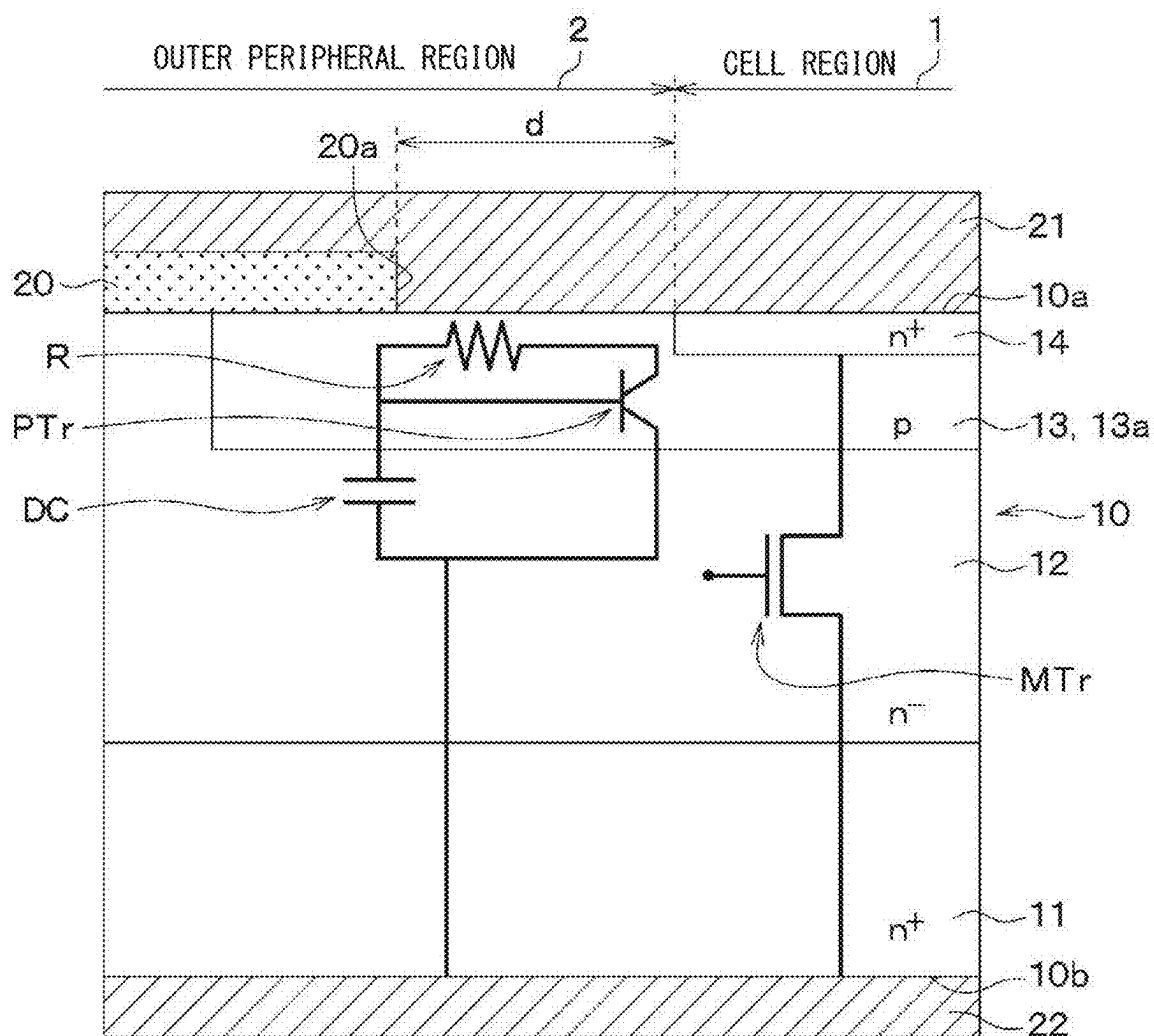 2
1
OUTER PERIPHERAL REGION
CELL REGION
d
20a
21
20
10a
n+
14
R
PTr
p
13, 13a
DC
10
12
MTr
n−
11
n+
10b
22